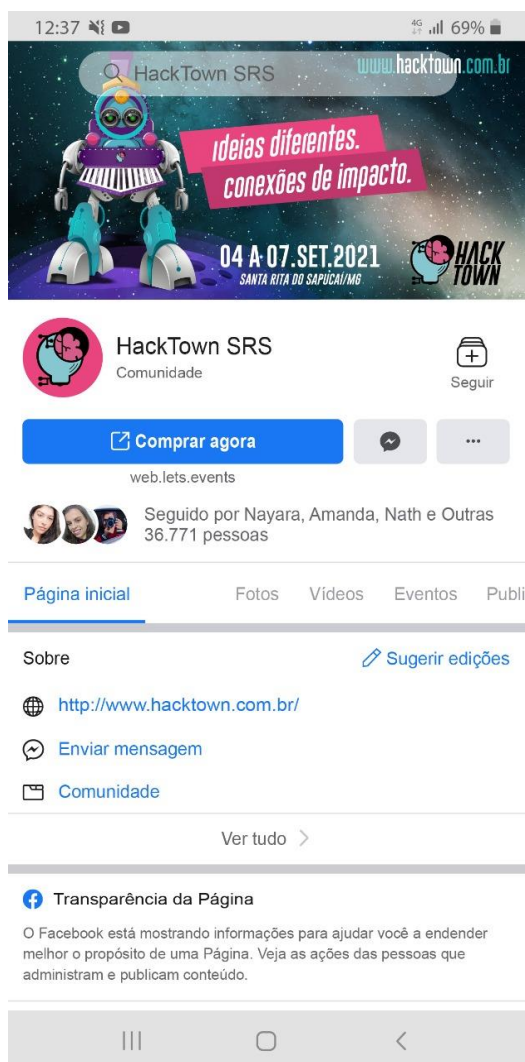 12:37
4G 69%
HackTown SRS
www.hacktown.com.br
Ideias diferentes.
conexões de impacto.
04 A 07.SET.2021
SANTA RITA DO SAPUCAÍ/MG
HACK
TOWN
HackTown SRS
Comunidade
Seguir
Comprar agora
web.lets.events
Seguido por Nayara, Amanda, Nath e Outras
36.771 pessoas
Página inicial Fotos Vídeos Eventos Publi
Sobre
Sugerir edições
http://www.hacktown.com.br/
Enviar mensagem
Comunidade
Ver tudo
Transparência da Página
O Facebook está mostrando informações para ajudar você a endender
melhor o propósito de uma Página. Veja as ações das pessoas que
administram e publicam conteúdo.